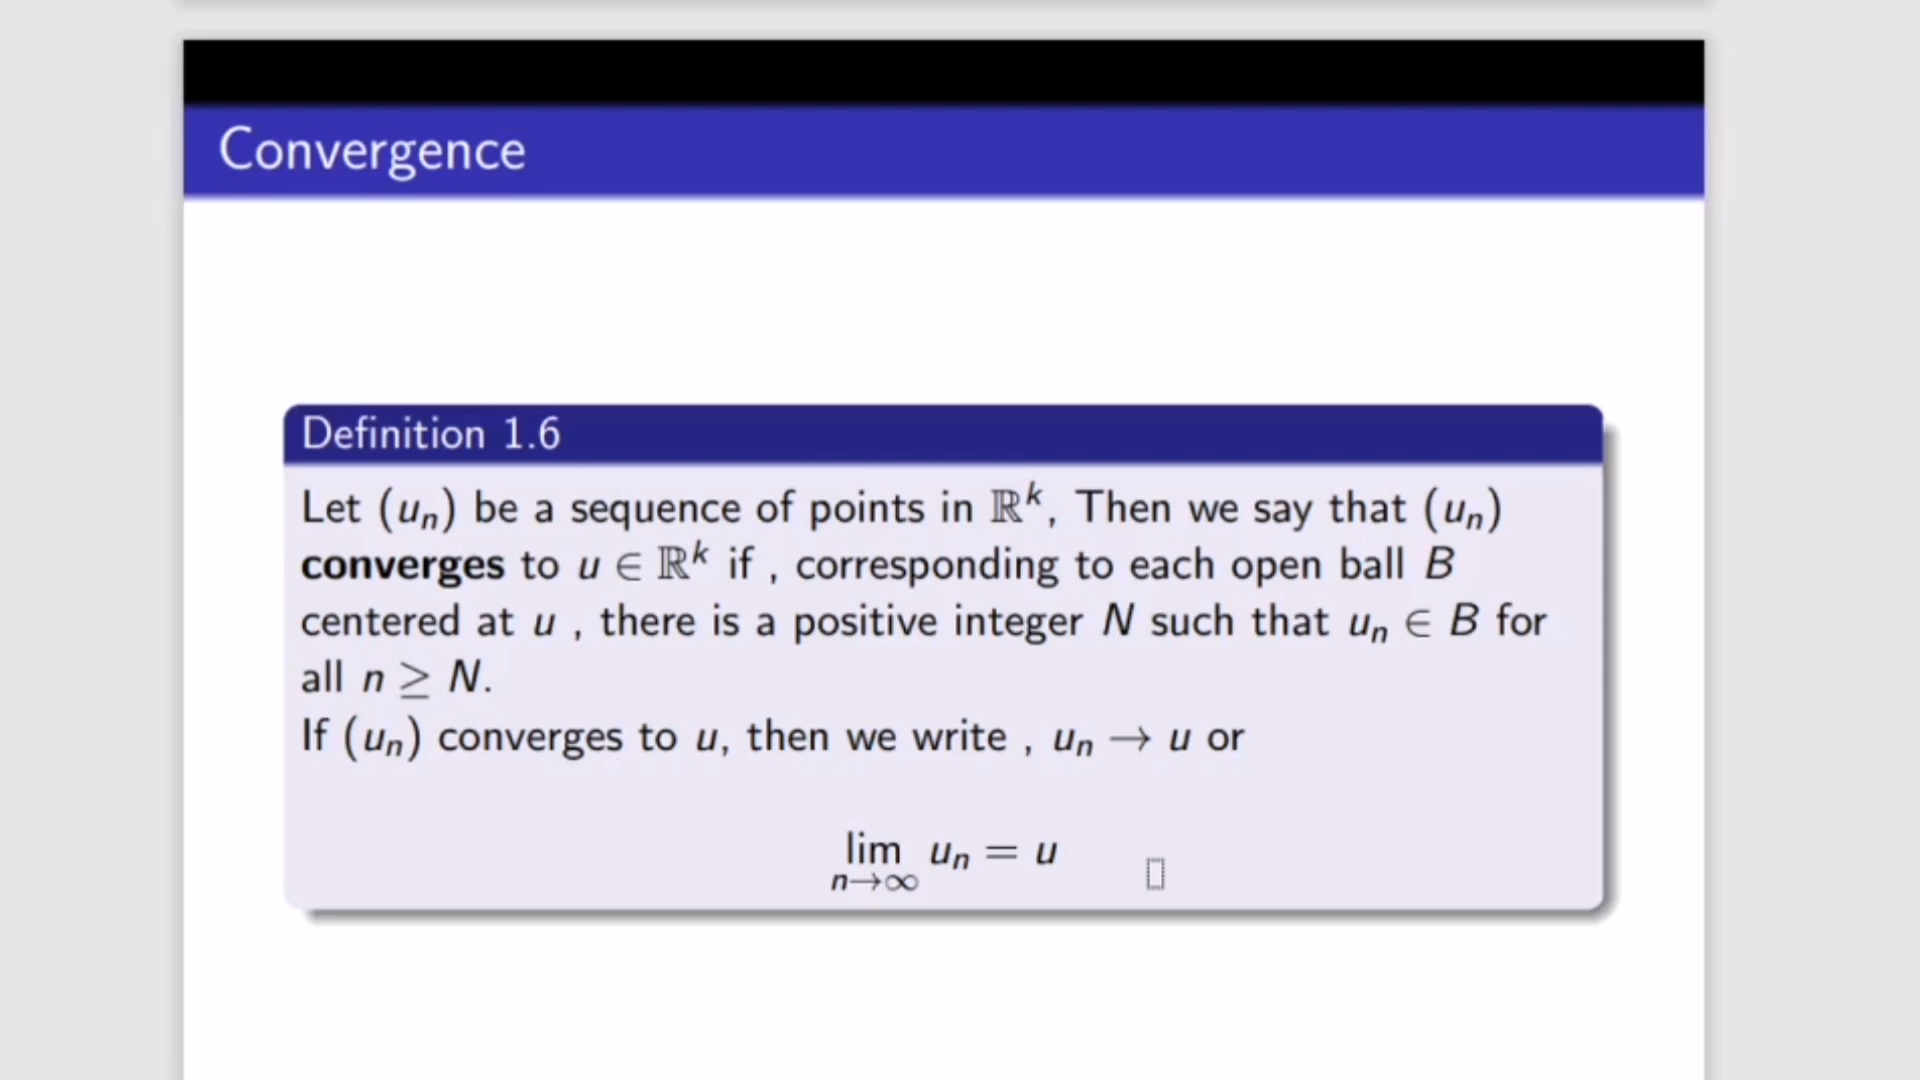 Convergence
Definition 1.6
Let (uₙ) be a sequence of points in ℝᵏ, Then we say that (uₙ)
converges to u ∈ ℝᵏ if , corresponding to each open ball B
centered at u , there is a positive integer N such that uₙ ∈ B for
all n ≥ N.
If (uₙ) converges to u, then we write , uₙ → u or
lim uₙ = u
n→∞